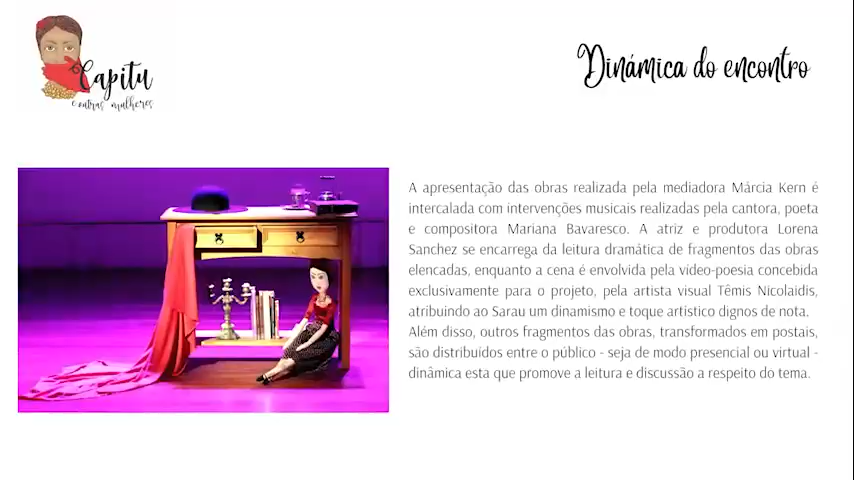 Capitu
e outras mulheres
Dinâmica do encontro
A apresentação das obras realizada pela mediadora Márcia Kern é
intercalada com intervenções musicais realizadas pela cantora, poeta
e compositora Mariana Bavaresco. A atriz e produtora Lorena
Sanchez se encarrega da leitura dramática de fragmentos das obras
elencadas, enquanto a cena é envolvida pela vídeo-poesia concebida
exclusivamente para o projeto, pela artista visual Têmis Nicolaidis,
atribuindo ao Sarau um dinamismo e toque artístico dignos de nota.
Além disso, outros fragmentos das obras, transformados em postais,
são distribuídos entre o público - seja de modo presencial ou virtual -
dinâmica esta que promove a leitura e discussão a respeito do tema.